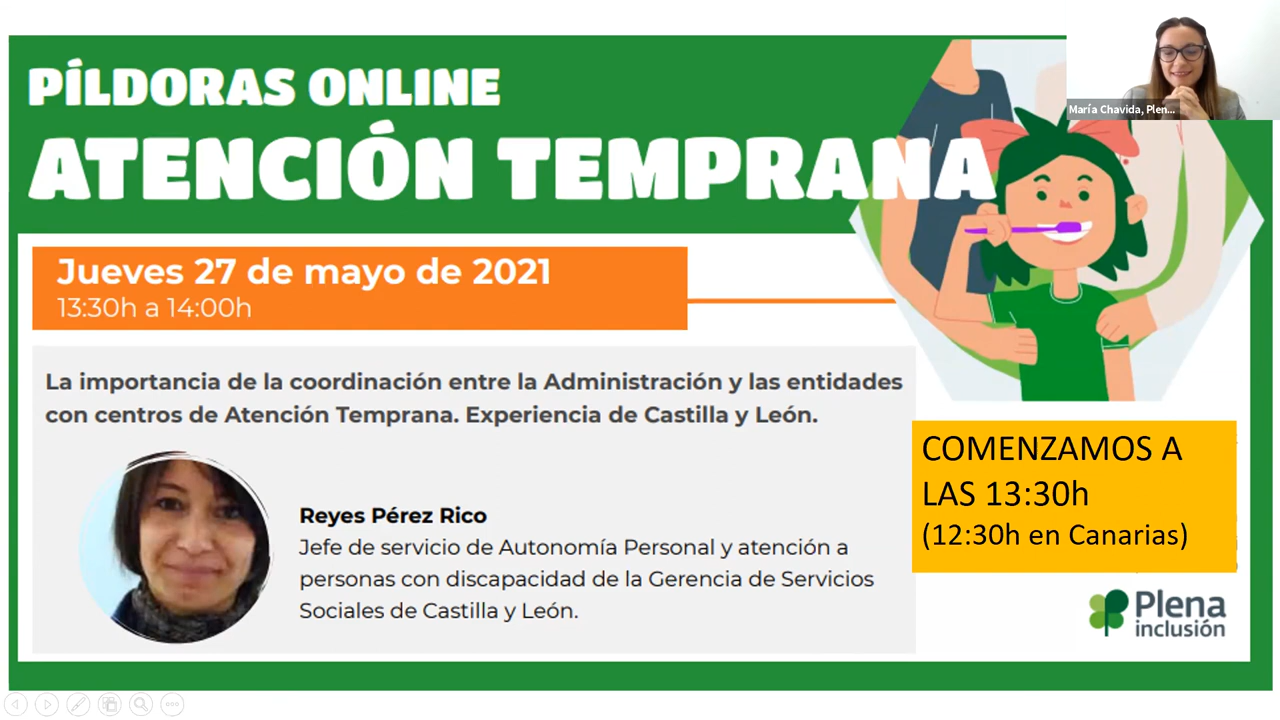 PÍLDORAS ONLINE
ATENCIÓN TEMPRANA
María Chavida, Plen...
Jueves 27 de mayo de 2021
13:30h a 14:00h
La importancia de la coordinación entre la Administración y las entidades
con centros de Atención Temprana. Experiencia de Castilla y León.
Reyes Pérez Rico
Jefe de servicio de Autonomía Personal y atención a
personas con discapacidad de la Gerencia de Servicios
Sociales de Castilla y León.
COMENZAMOS A
LAS 13:30h
(12:30h en Canarias)
Plena
inclusión